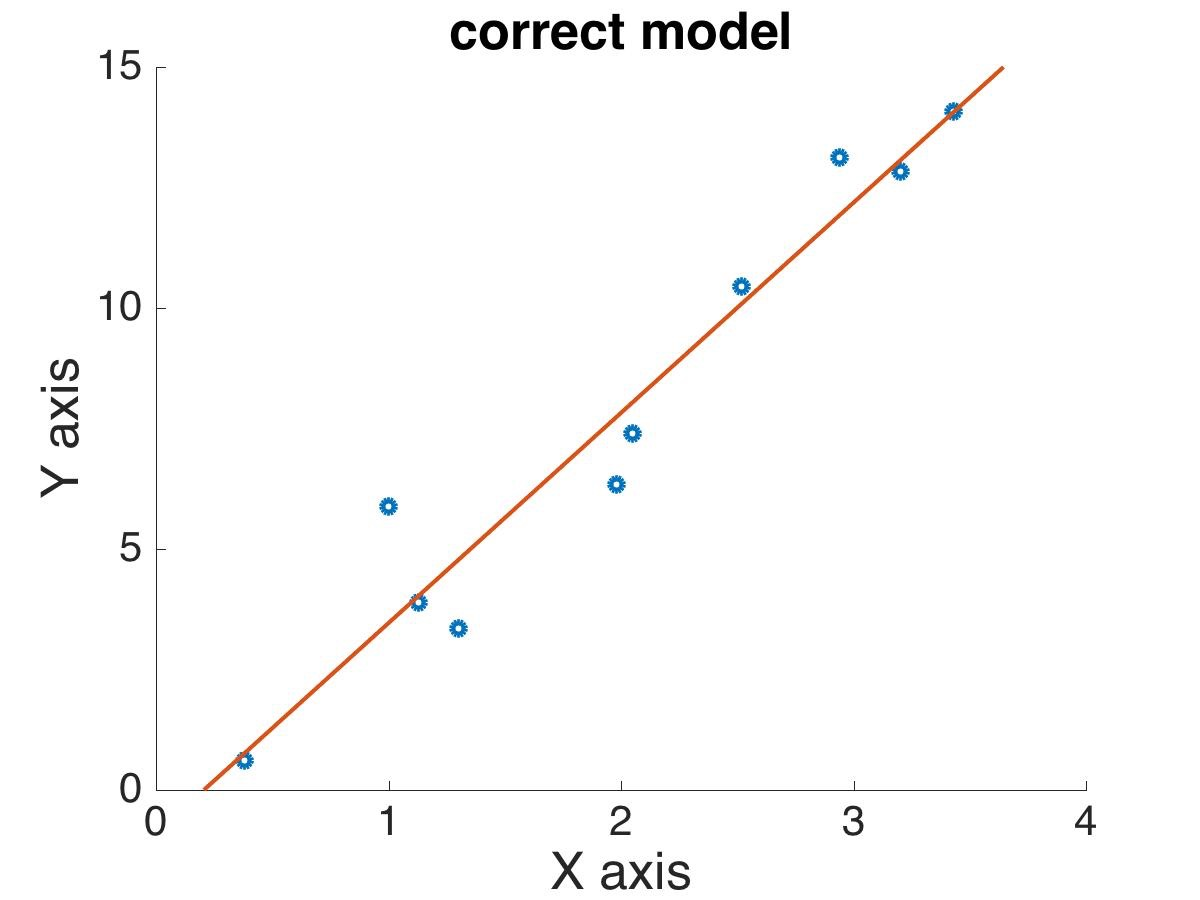 correct model
15
10
5
0
Y axis
0 1 2 3 4
X axis